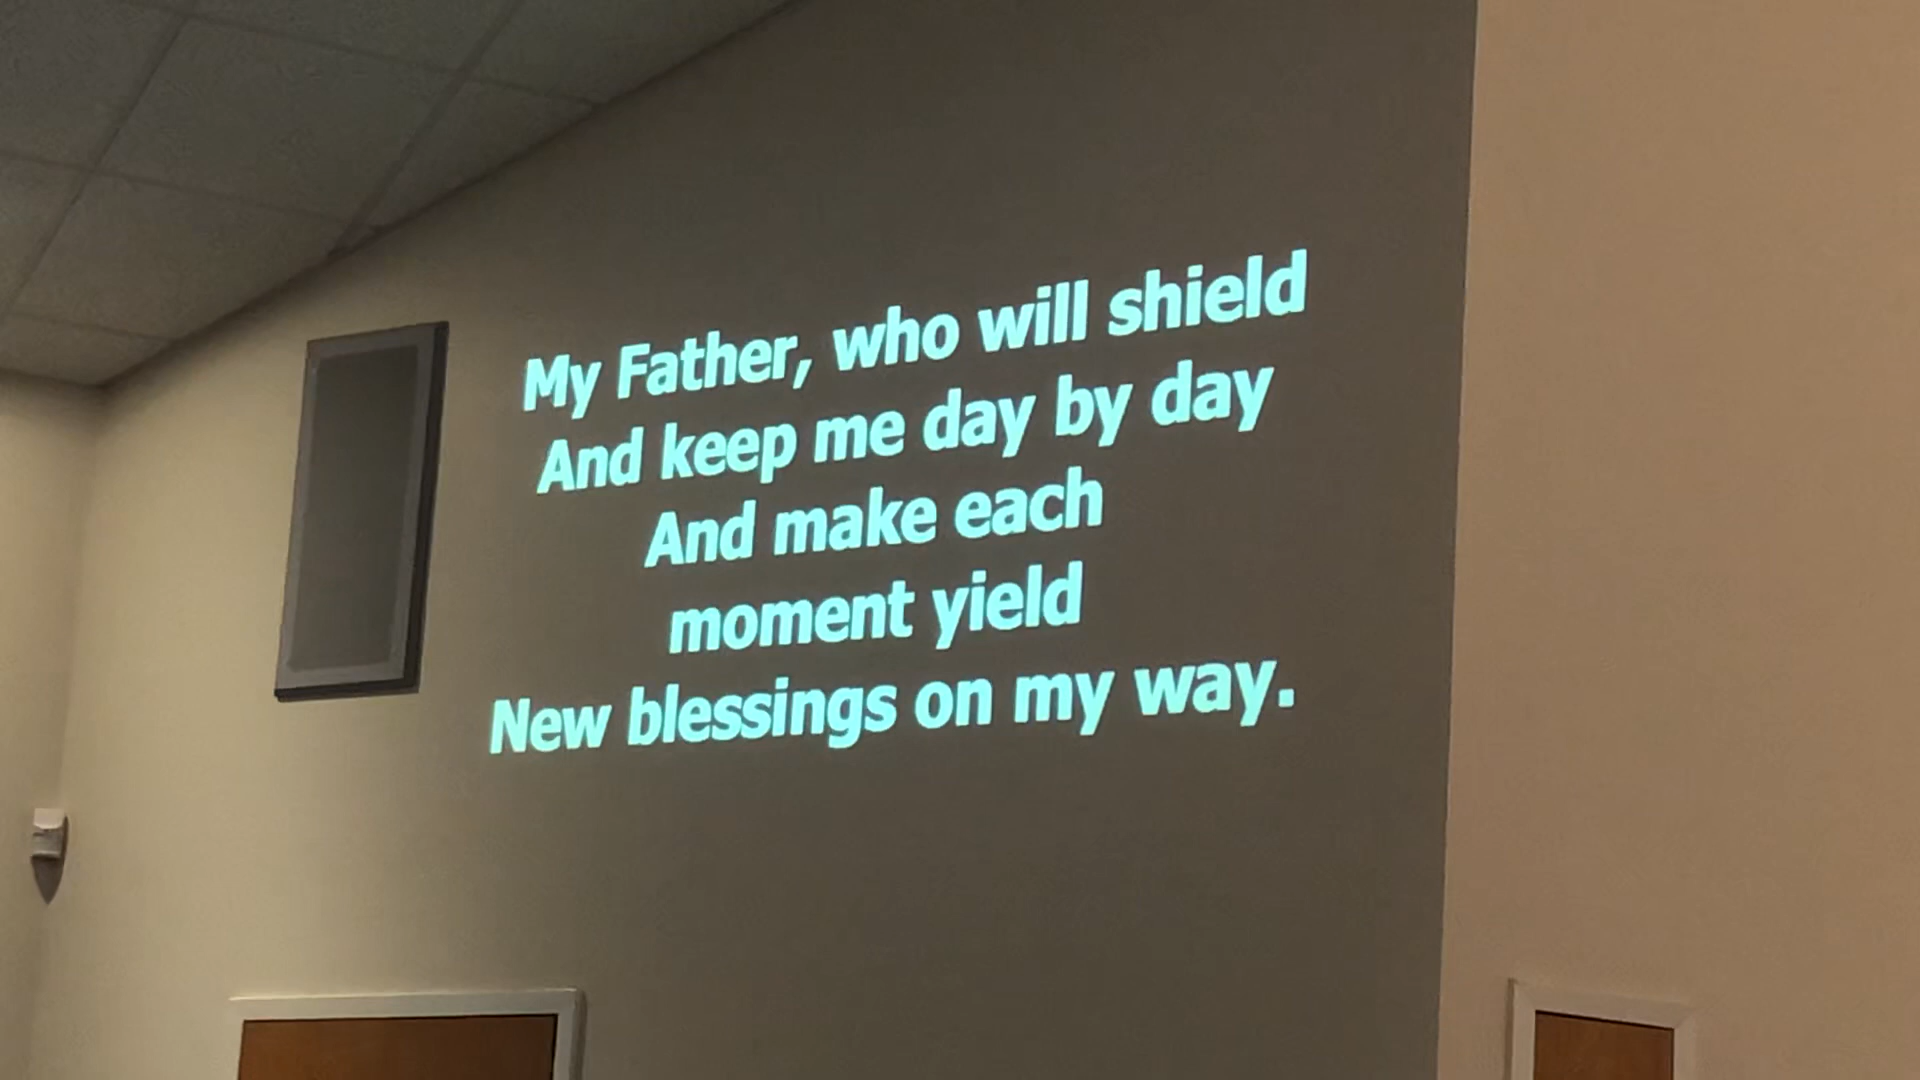 My Father, who will shield
And keep me day by day
And make each
moment yield
New blessings on my way.